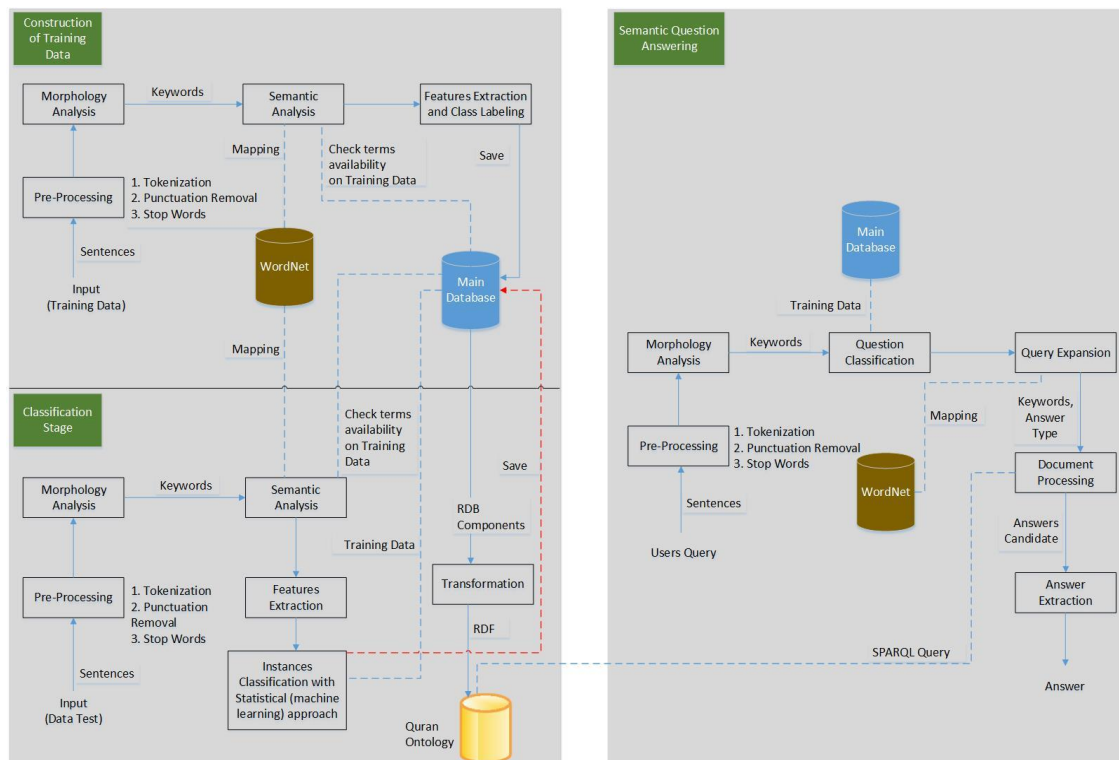 Construction
of Training
Data
Morphology
Analysis
Keywords
Semantic
Analysis
Features Extraction
and Class Labeling
Mapping
Check terms
availability
on Training Data
Save
Pre-Processing
1. Tokenization
2. Punctuation Removal
3. Stop Words
Sentences
WordNet
Main
Database
Input
(Training Data)
Mapping
Classification
Stage
Check terms
availability
on Training
Data
Save
Morphology
Analysis
Keywords
Semantic
Analysis
RDB
Components
Training Data
Pre-Processing
1. Tokenization
2. Punctuation
Removal
3. Stop Words
Features
Extraction
Transformation
RDF
Sentences
Instances
Classification with
Statistical (machine
learning) approach
Input
(Data Test)
Quran
Ontology
Semantic Question
Answering
Main
Database
Training Data
Morphology
Analysis
Keywords
Question
Classification
Query Expansion
Mapping
Keywords,
Answer
Type
Pre-Processing
1. Tokenization
2. Punctuation Removal
3. Stop Words
WordNet
Document
Processing
Sentences
Users Query
Answers
Candidate
Answer
Extraction
SPARQL Query
Answer